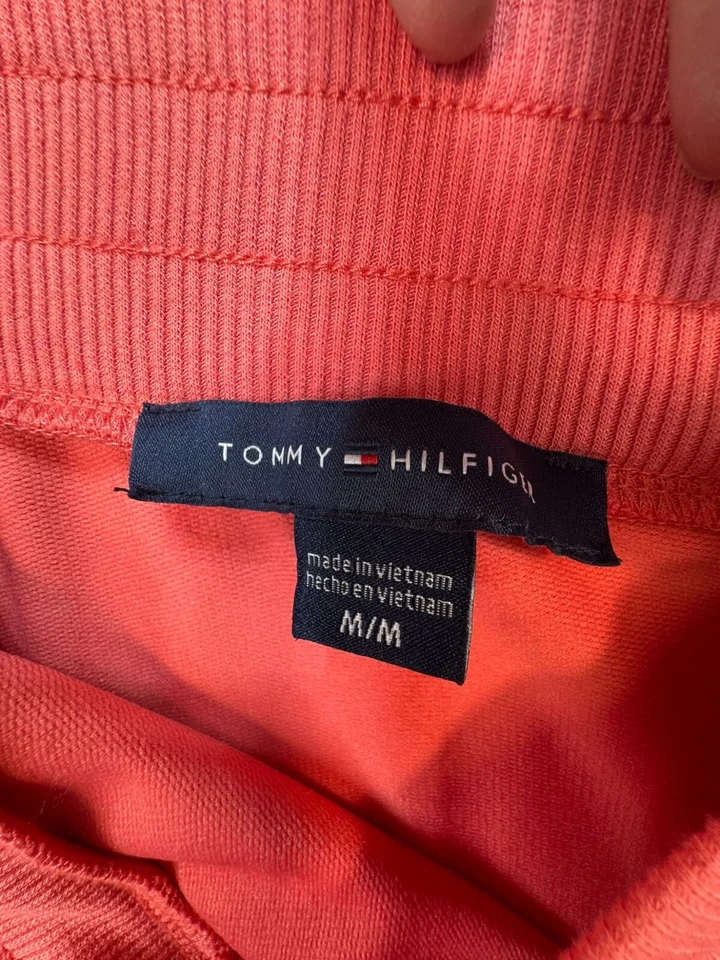 TOMMY HILFIGER
made in vietnam
hecho en vietnam
M/M